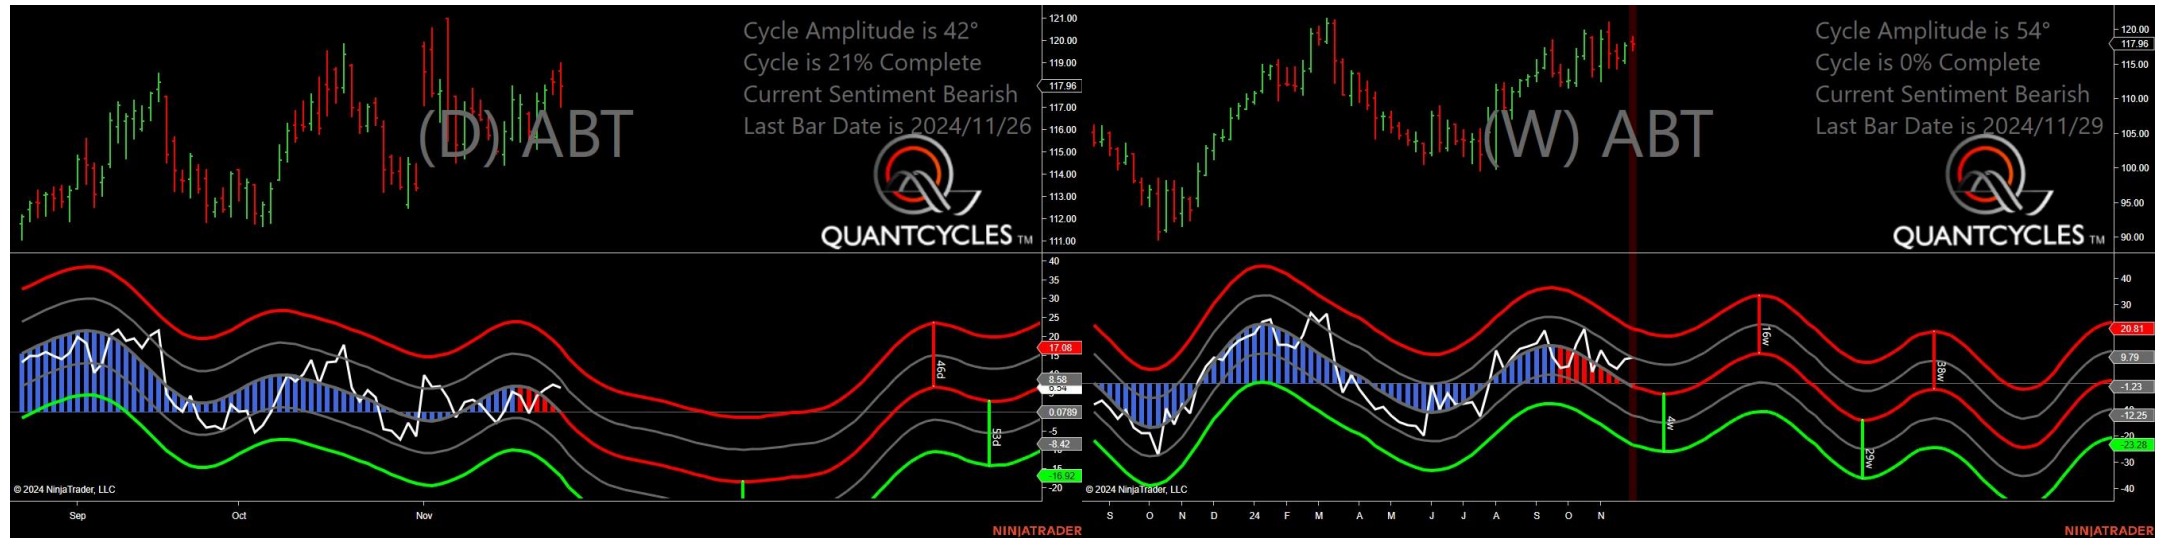 Cycle Amplitude is 42°
Cycle is 21% Complete
Current Sentiment Bearish
Last Bar Date is 2024/11/26
(D) ABT
QUANTCYCLES TM
121.00
120.00
119.00
117.96
117.00
116.00
115.00
114.00
113.00
112.00
111.00
40
35
30
25
20
17.08
15
8.58
0.0789
-5
-8.42
-15
-16.92
-20
46d
53d
© 2024 NinjaTrader, LLC
Sep
Oct
Nov
NINJATRADER
Cycle Amplitude is 54°
Cycle is 0% Complete
Current Sentiment Bearish
Last Bar Date is 2024/11/29
(W) ABT
QUANTCYCLES TM
120.00
117.96
115.00
110.00
105.00
100.00
95.00
90.00
40
30
20.81
9.79
-1.23
-12.25
-20
-23.28
-30
-40
16w
4w
29w
© 2024 NinjaTrader, LLC
S O N D 24 F M A M J J A S O N
NINJATRADER